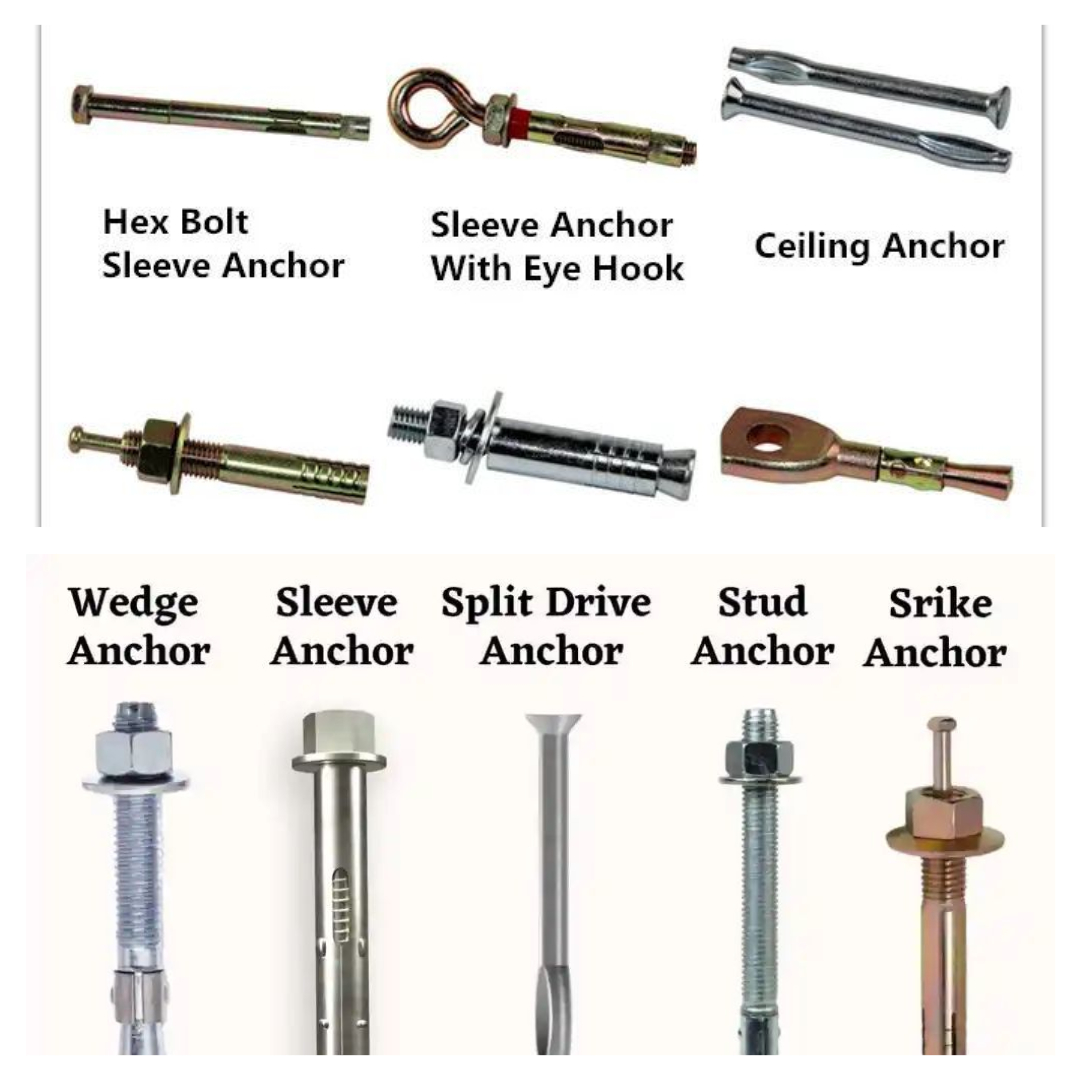 Hex Bolt
Sleeve Anchor
Sleeve Anchor
With Eye Hook
Ceiling Anchor
Wedge
Anchor
Sleeve
Anchor
Split Drive
Anchor
Stud
Anchor
Srike
Anchor